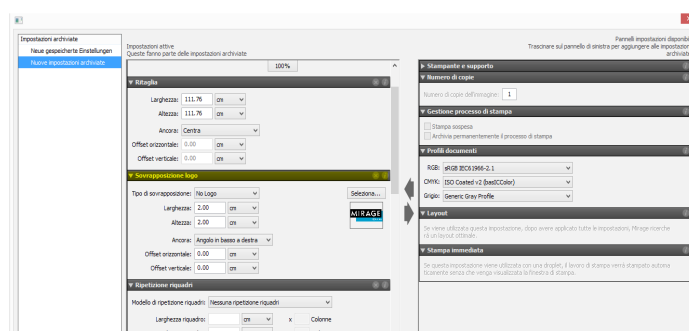 Impostazioni archiviate
Neue gespeicherte Einstellungen
Nuove impostazioni archiviate
Impostazioni attive
Queste fanno parte delle impostazioni archiviate
100%
Ritaglia
Larghezza: 111.76 cm
Altezza: 111.76 cm
Ancora: Centra
Offset orizzontale: 0.00 cm
Offset verticale: 0.00 cm
Sovrapposizione logo
Tipo di sovrapposizione: No Logo Seleziona...
Larghezza: 2.00 cm
MIRAGE
Altezza: 2.00 cm
Ancora: Angolo in basso a destra
Offset orizzontale: 0.00 cm
Offset verticale: 0.00 cm
Ripetizione riquadri
Modello di ripetizione riquadri: Nessuna ripetizione riquadri
Larghezza riquadro: cm x Colonne
Pannelli impostazioni disponibi
Trascinare sul pannello di sinistra per aggiungere alle impostazion
archiviat
Stampante e supporto
Numero di copie
Numero di copie dell'immagine: 1
Gestione processo di stampa
Stampa sospesa
Archivia permanentemente il processo di stampa
Profili documenti
RGB: sRGB IEC61966-2.1
CMYK: ISO Coated v2 (basICColor)
Grigio: Generic Gray Profile
Layout
Se viene utilizzata questa impostazione, dopo avere applicato tutte le impostazioni, Mirage ricerche
rà un layout ottimale.
Stampa immediata
Se questa impostazione viene utilizzata con una droplet, il lavoro di stampa verrà stampato automa
ticamente senza che venga visualizzata la finestra di stampa.